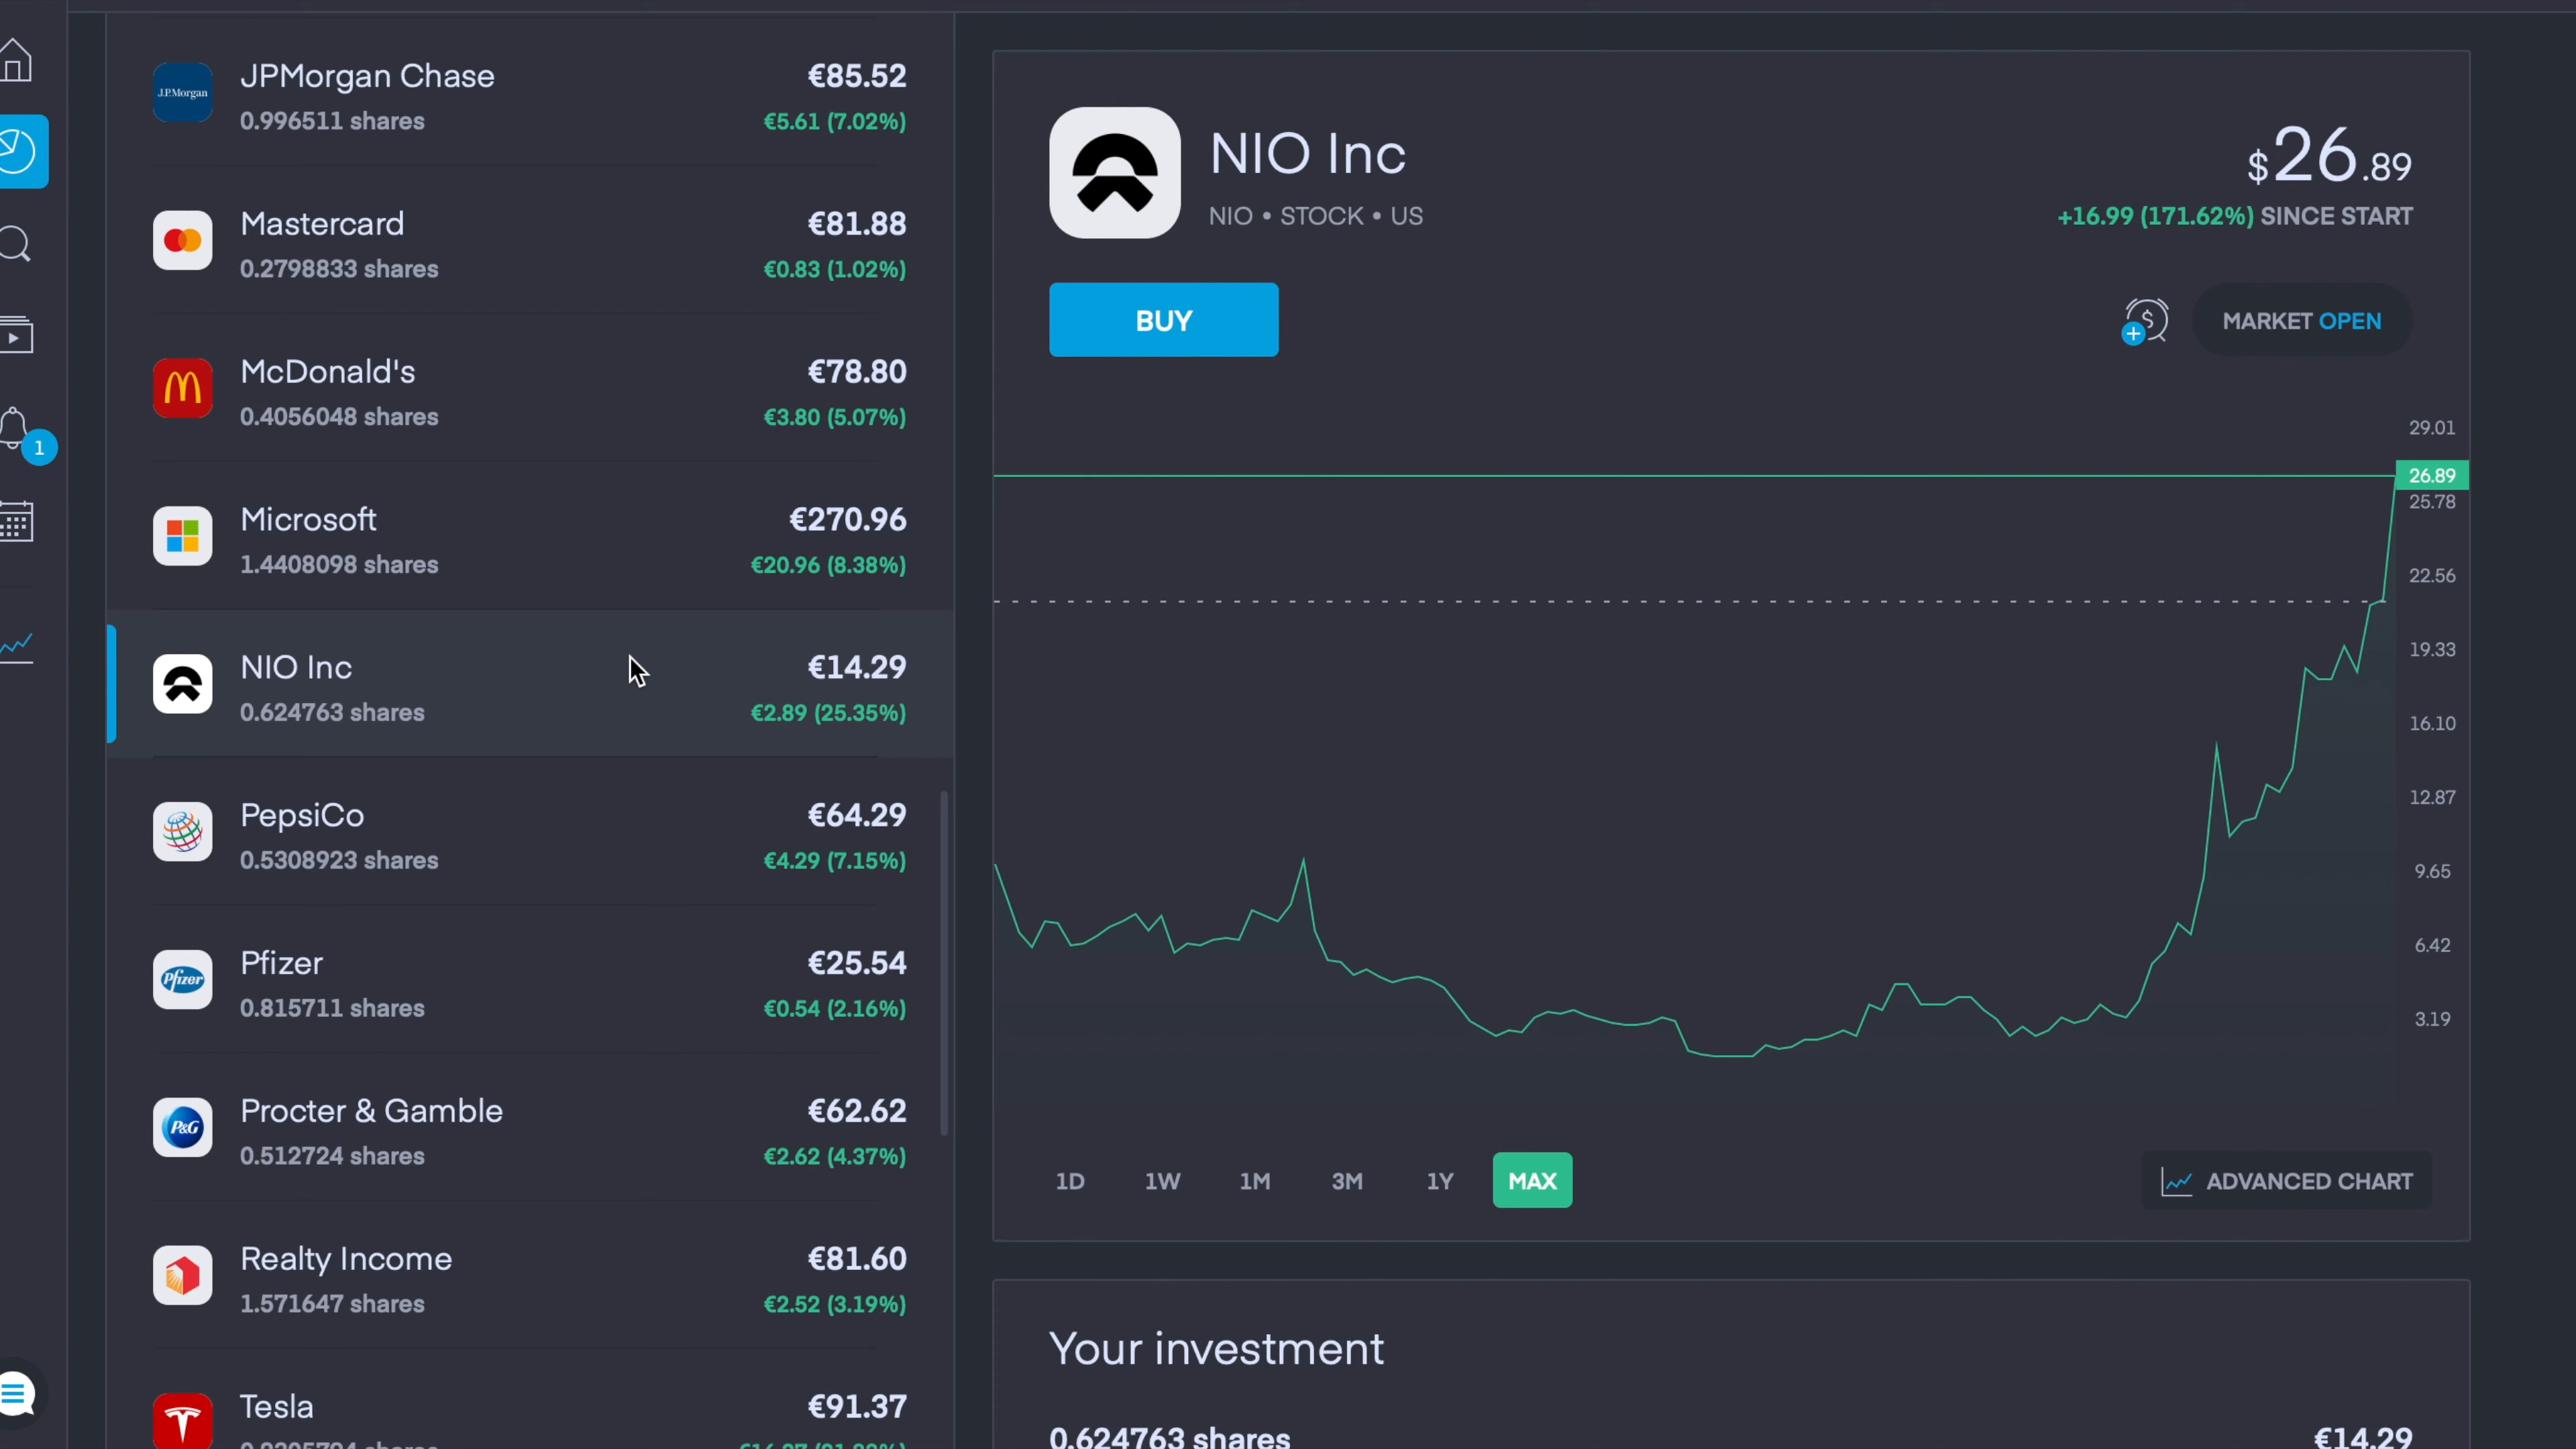 J.P.Morgan
JPMorgan Chase
€85.52
0.996511 shares
€5.61 (7.02%)
Mastercard
€81.88
0.2798833 shares
€0.83 (1.02%)
McDonald's
€78.80
0.4056048 shares
€3.80 (5.07%)
1
Microsoft
€270.96
1.4408098 shares
€20.96 (8.38%)
NIO Inc
€14.29
0.624763 shares
€2.89 (25.35%)
PepsiCo
€64.29
0.5308923 shares
€4.29 (7.15%)
Pfizer
Pfizer
€25.54
0.815711 shares
€0.54 (2.16%)
P&G
Procter & Gamble
€62.62
0.512724 shares
€2.62 (4.37%)
Realty Income
€81.60
1.571647 shares
€2.52 (3.19%)
Tesla
€91.37
NIO Inc
NIO • STOCK • US
$26.89
+16.99 (171.62%) SINCE START
BUY
MARKET OPEN
29.01
26.89
25.78
22.56
19.33
16.10
12.87
9.65
6.42
3.19
1D 1W 1M 3M 1Y MAX
ADVANCED CHART
Your investment
0.624763 shares
€14.29